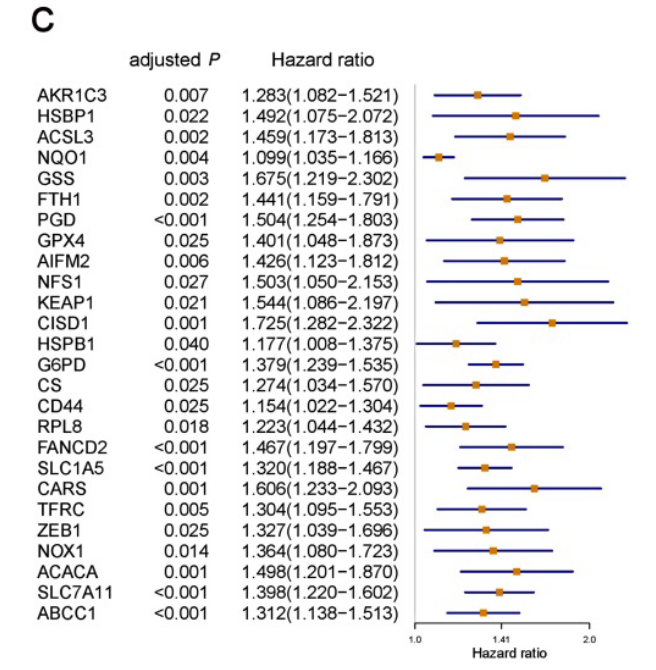 C
adjusted P Hazard ratio
AKR1C3 0.007 1.283(1.082−1.521)
HSBP1 0.022 1.492(1.075−2.072)
ACSL3 0.002 1.459(1.173−1.813)
NQO1 0.004 1.099(1.035−1.166)
GSS 0.003 1.675(1.219−2.302)
FTH1 0.002 1.441(1.159−1.791)
PGD <0.001 1.504(1.254−1.803)
GPX4 0.025 1.401(1.048−1.873)
AIFM2 0.006 1.426(1.123−1.812)
NFS1 0.027 1.503(1.050−2.153)
KEAP1 0.021 1.544(1.086−2.197)
CISD1 0.001 1.725(1.282−2.322)
HSPB1 0.040 1.177(1.008−1.375)
G6PD <0.001 1.379(1.239−1.535)
CS 0.025 1.274(1.034−1.570)
CD44 0.025 1.154(1.022−1.304)
RPL8 0.018 1.223(1.044−1.432)
FANCD2 <0.001 1.467(1.197−1.799)
SLC1A5 <0.001 1.320(1.188−1.467)
CARS 0.001 1.606(1.233−2.093)
TFRC 0.005 1.304(1.095−1.553)
ZEB1 0.025 1.327(1.039−1.696)
NOX1 0.014 1.364(1.080−1.723)
ACACA 0.001 1.498(1.201−1.870)
SLC7A11 <0.001 1.398(1.220−1.602)
ABCC1 <0.001 1.312(1.138−1.513)
1.0 1.41 2.0
Hazard ratio